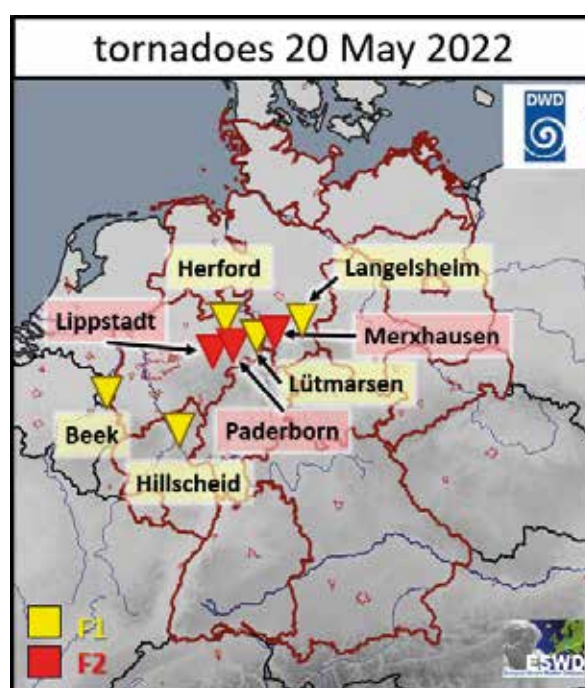 tornadoes 20 May 2022
DWD
Herford
Langelsheim
Lippstadt
Merxhausen
Lütmarsen
Beek
Paderborn
Hillscheid
F1
F2
ESWD